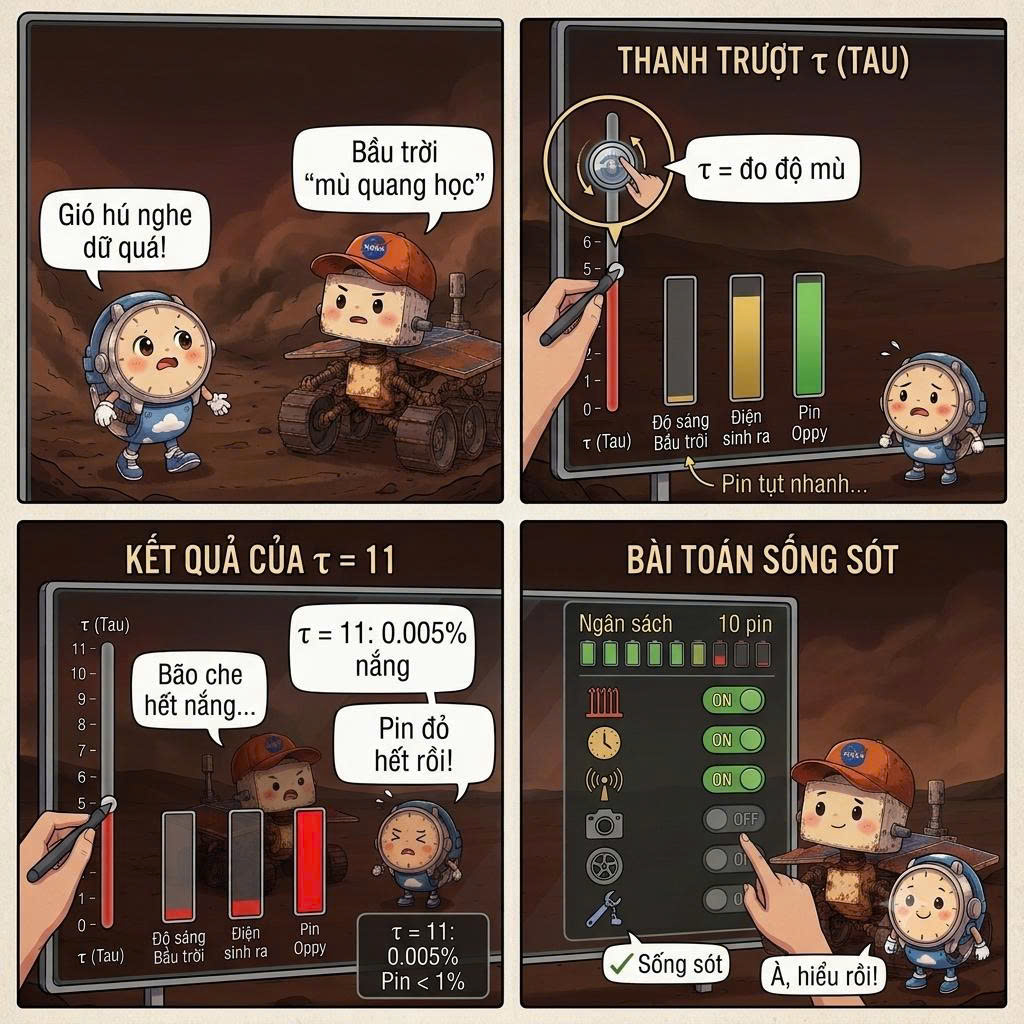 Gió hú nghe
dữ quá!
Bầu trời
“mù quang học”
NASA
THANH TRƯỢT τ (TAU)
τ = đo độ mù
6
5
2
1
0
τ (Tau)
Độ sáng
Bầu trời
Điện
sinh ra
Pin
Oppy
Pin tụt nhanh...
KẾT QUẢ CỦA τ = 11
τ (Tau)
11
10
9
8
7
6
5
2
1
0
τ (Tau)
Bão che
hết nắng...
τ = 11: 0.005%
nắng
Pin đỏ
hết rồi!
Độ sáng
Bầu trời
Điện
sinh ra
Pin
Oppy
τ = 11:
0.005%
Pin < 1%
BÀI TOÁN SỐNG SÓT
Ngân sách 10 pin
ON
ON
ON
OFF
✓ Sống sót
À, hiểu rồi!